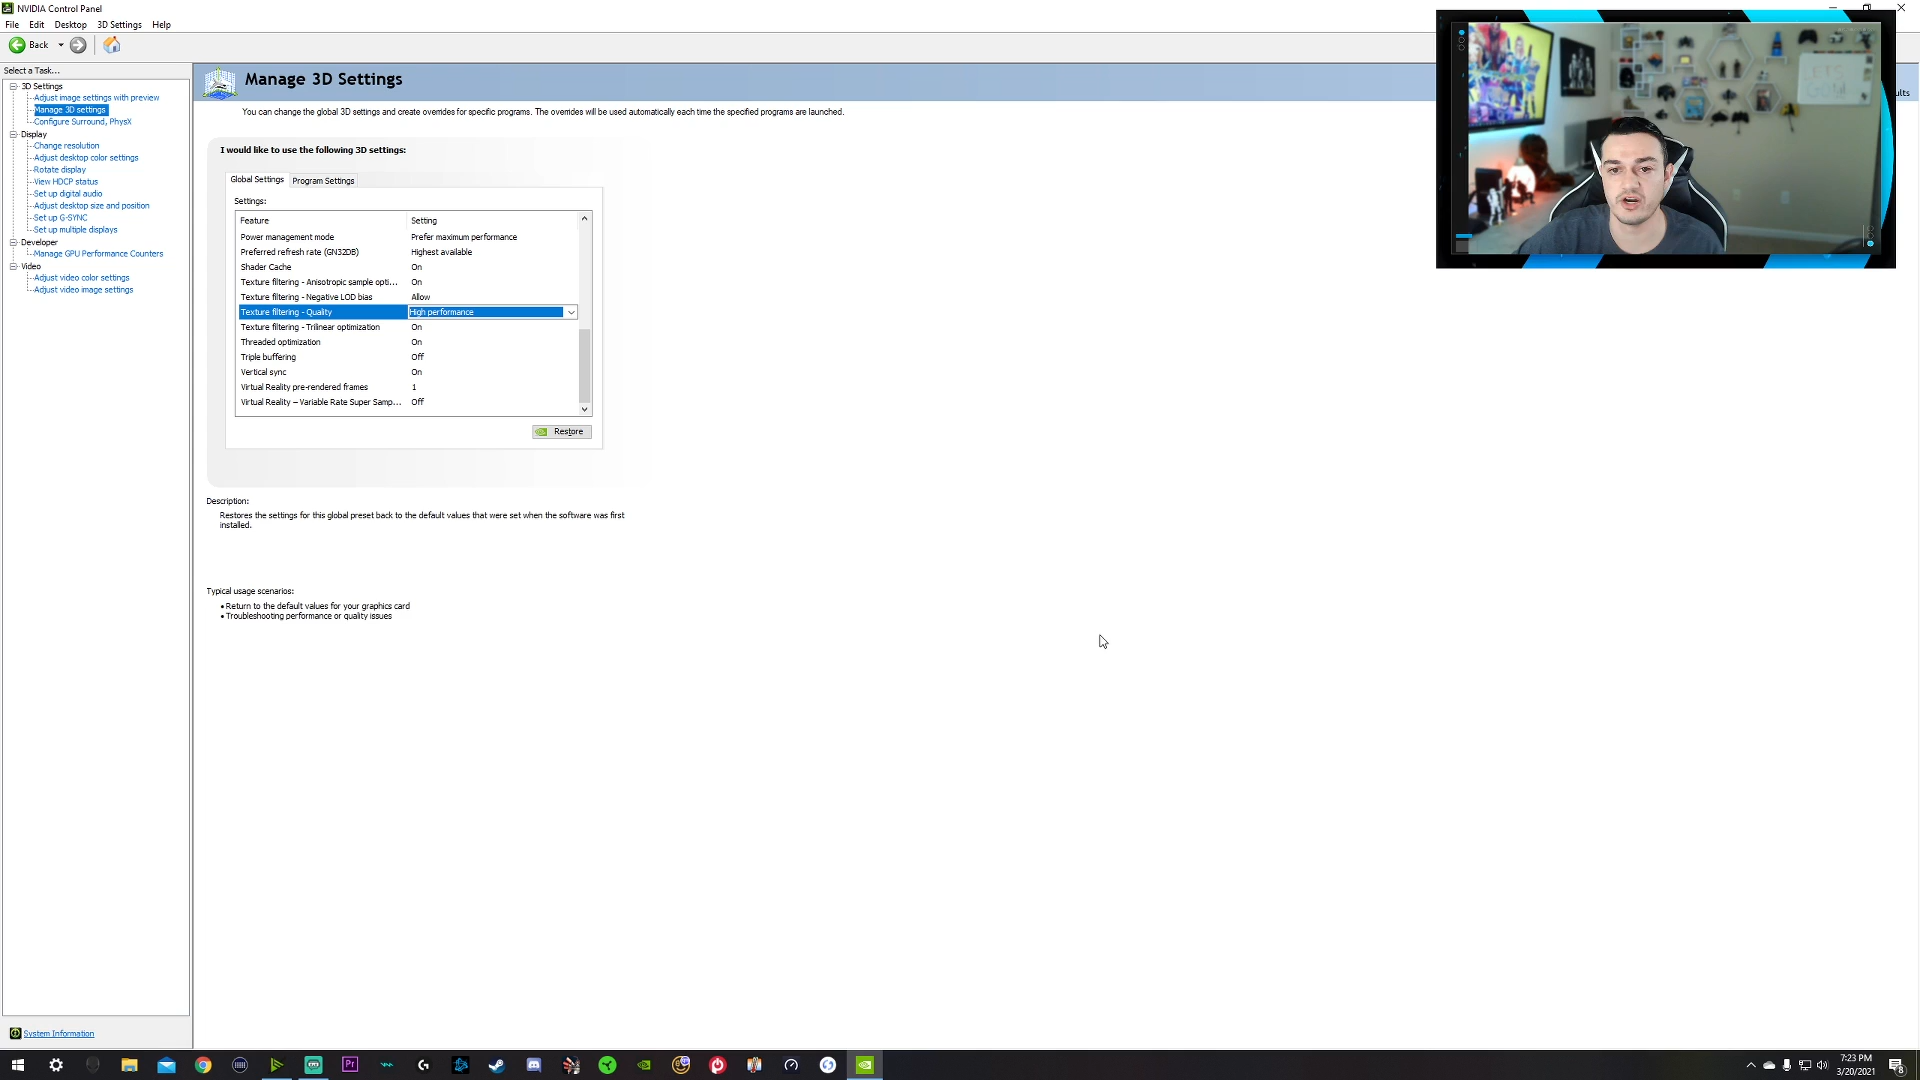 NVIDIA Control Panel
File Edit Desktop 3D Settings Help
Back
Select a Task...
3D Settings
Adjust image settings with preview
Manage 3D settings
Configure Surround, PhysX
Display
Change resolution
Adjust desktop color settings
Rotate display
View HDCP status
Set up digital audio
Adjust desktop size and position
Set up G-SYNC
Set up multiple displays
Developer
Manage GPU Performance Counters
Video
Adjust video color settings
Adjust video image settings
System Information
Manage 3D Settings
ults
You can change the global 3D settings and create overrides for specific programs. The overrides will be used automatically each time the specified programs are launched.
I would like to use the following 3D settings:
Global Settings Program Settings
Settings:
Feature Setting
Power management mode Prefer maximum performance
Preferred refresh rate (GN32DB) Highest available
Shader Cache On
Texture filtering - Anisotropic sample opti... On
Texture filtering - Negative LOD bias Allow
Texture filtering - Quality High performance
Texture filtering - Trilinear optimization On
Threaded optimization On
Triple buffering Off
Vertical sync On
Virtual Reality pre-rendered frames 1
Virtual Reality – Variable Rate Super Samp... Off
Restore
Description:
Restores the settings for this global preset back to the default values that were set when the software was first
installed.
Typical usage scenarios:
• Return to the default values for your graphics card
• Troubleshooting performance or quality issues
Pr
7:23 PM
3/20/2021